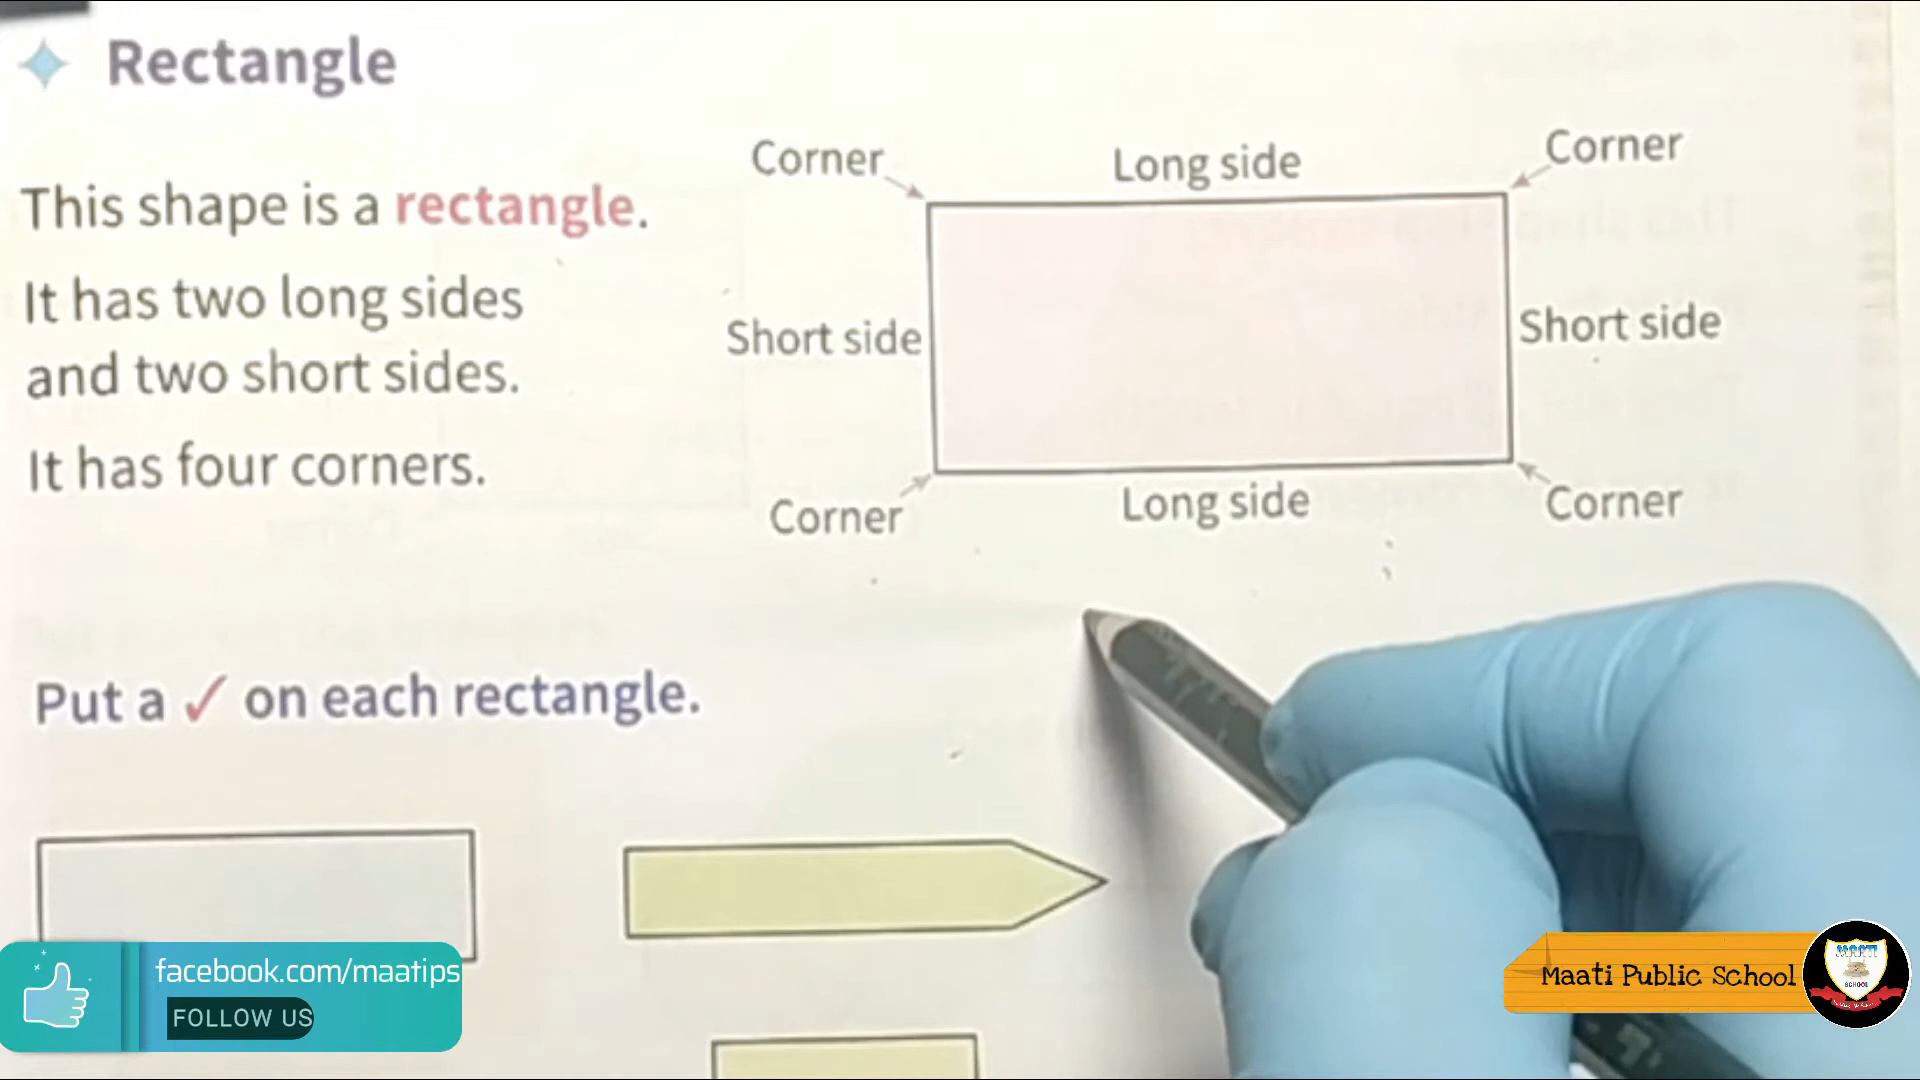 Rectangle
This shape is a rectangle.
It has two long sides
and two short sides.
It has four corners.
Corner
Long side
Corner
Short side
Short side
Corner
Long side
Corner
Put a ✓ on each rectangle.
facebook.com/maatips
FOLLOW US
Maati Public School
MAATI
SCHOOL